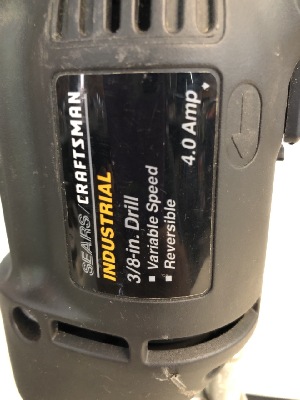 SEARS/CRAFTSMAN
INDUSTRIAL
3/8-in. Drill
▪ Variable Speed
▪ Reversible
4.0 Amp